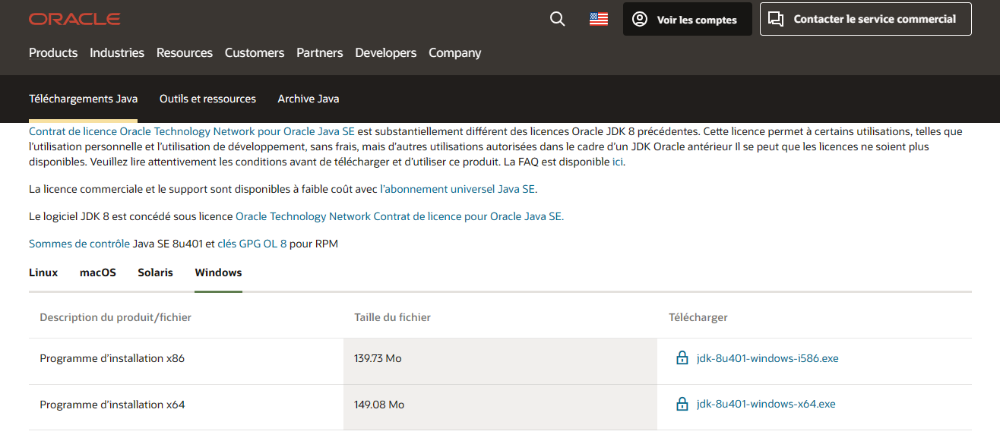 ORACLE
Voir les comptes
Contacter le service commercial
Products Industries Resources Customers Partners Developers Company
Téléchargements Java Outils et ressources Archive Java
Contrat de licence Oracle Technology Network pour Oracle Java SE est substantiellement différent des licences Oracle JDK 8 précédentes. Cette licence permet à certains utilisations, telles que
l'utilisation personnelle et l'utilisation de développement, sans frais, mais d'autres utilisations autorisées dans le cadre d'un JDK Oracle antérieur Il se peut que les licences ne soient plus
disponibles. Veuillez lire attentivement les conditions avant de télécharger et d'utiliser ce produit. La FAQ est disponible ici.
La licence commerciale et le support sont disponibles à faible coût avec l'abonnement universel Java SE.
Le logiciel JDK 8 est concédé sous licence Oracle Technology Network Contrat de licence pour Oracle Java SE.
Sommes de contrôle Java SE 8u401 et clés GPG OL 8 pour RPM
Linux macOS Solaris Windows
Description du produit/fichier Taille du fichier Télécharger
Programme d'installation x86 139.73 Mo jdk-8u401-windows-i586.exe
Programme d'installation x64 149.08 Mo jdk-8u401-windows-x64.exe